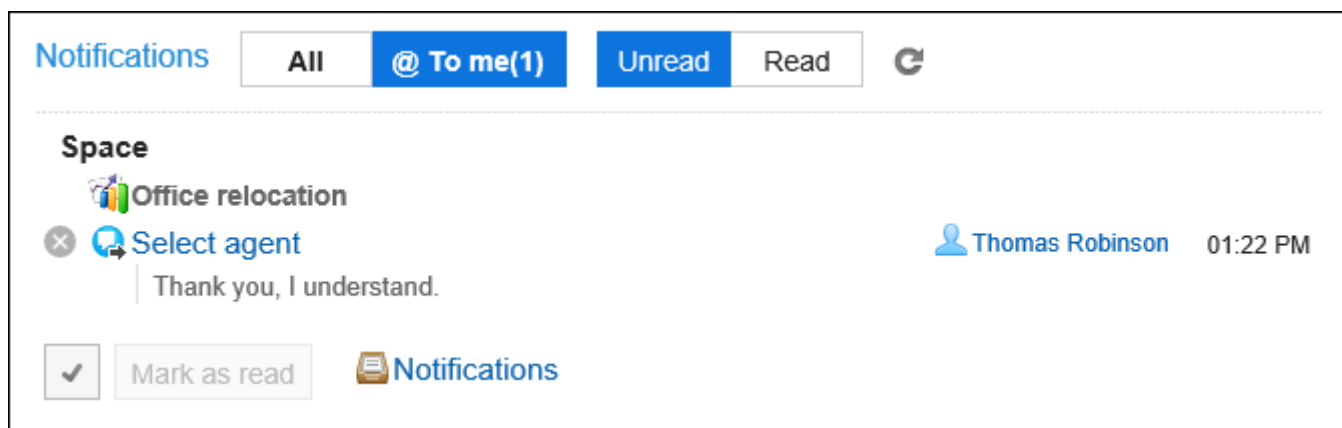 Notifications All @ To me(1) Unread Read
Space
Office relocation
Select agent Thomas Robinson 01:22 PM
Thank you, I understand.
Mark as read Notifications